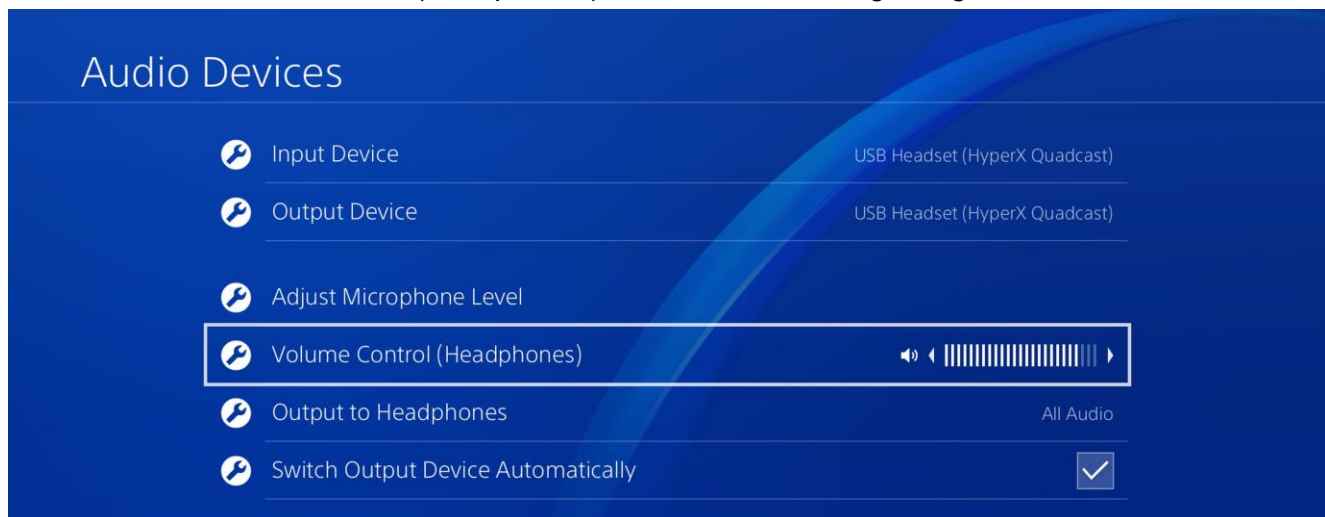 Audio Devices
Input Device USB Headset (HyperX Quadcast)
Output Device USB Headset (HyperX Quadcast)
Adjust Microphone Level
Volume Control (Headphones)
Output to Headphones All Audio
Switch Output Device Automatically